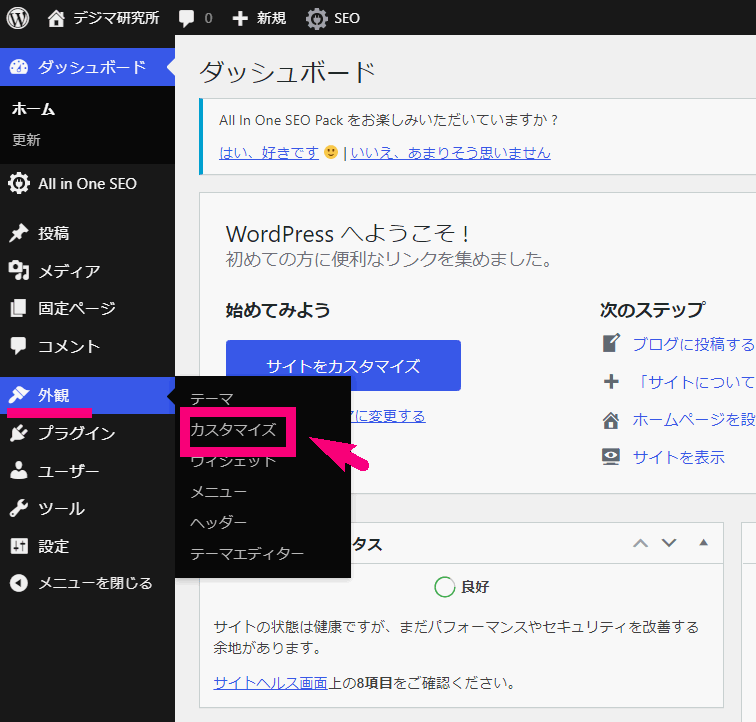 デジマ研究所 0 新規 SEO
ダッシュボード
ホーム
更新
All in One SEO
投稿
メディア
固定ページ
コメント
外観
プラグイン
ユーザー
ツール
設定
メニューを閉じる
テーマ
カスタマイズ
ウィジェット
メニュー
ヘッダー
テーマエディター
ダッシュボード
All In One SEO Pack をお楽しみいただいていますか ?
はい、好きです | いいえ、あまりそう思いません
WordPress へようこそ !
初めての方に便利なリンクを集めました。
始めてみよう
サイトをカスタマイズ
に変更する
次のステップ
ブログに投稿する
「サイトについて
ホームページを設
サイトを表示
タス
良好
サイトの状態は健康ですが、まだパフォーマンスやセキュリティを改善する
余地があります。
サイトヘルス画面上の8項目をご確認ください。